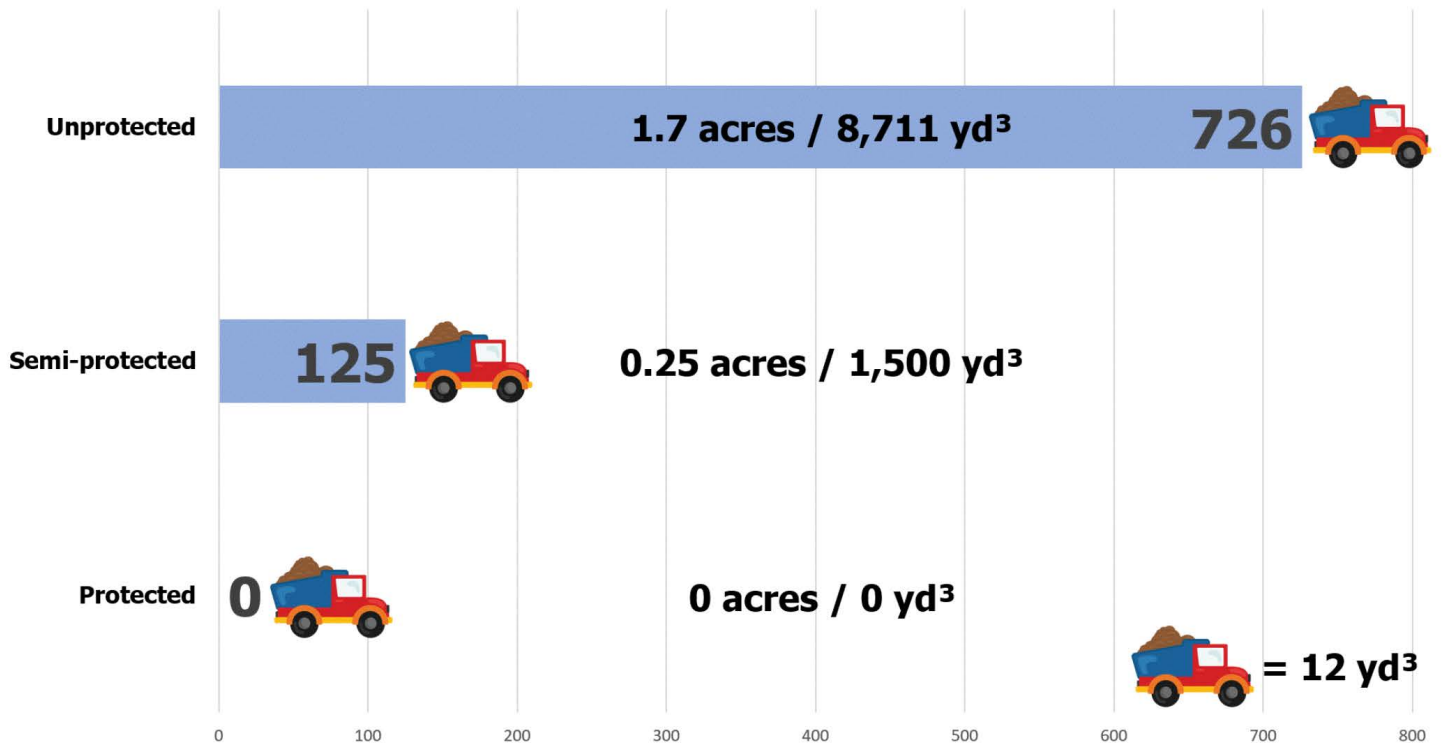 Unprotected
1.7 acres / 8,711 yd³
726
Semi-protected
125
0.25 acres / 1,500 yd³
Protected
0
0 acres / 0 yd³
= 12 yd³
0 100 200 300 400 500 600 700 800